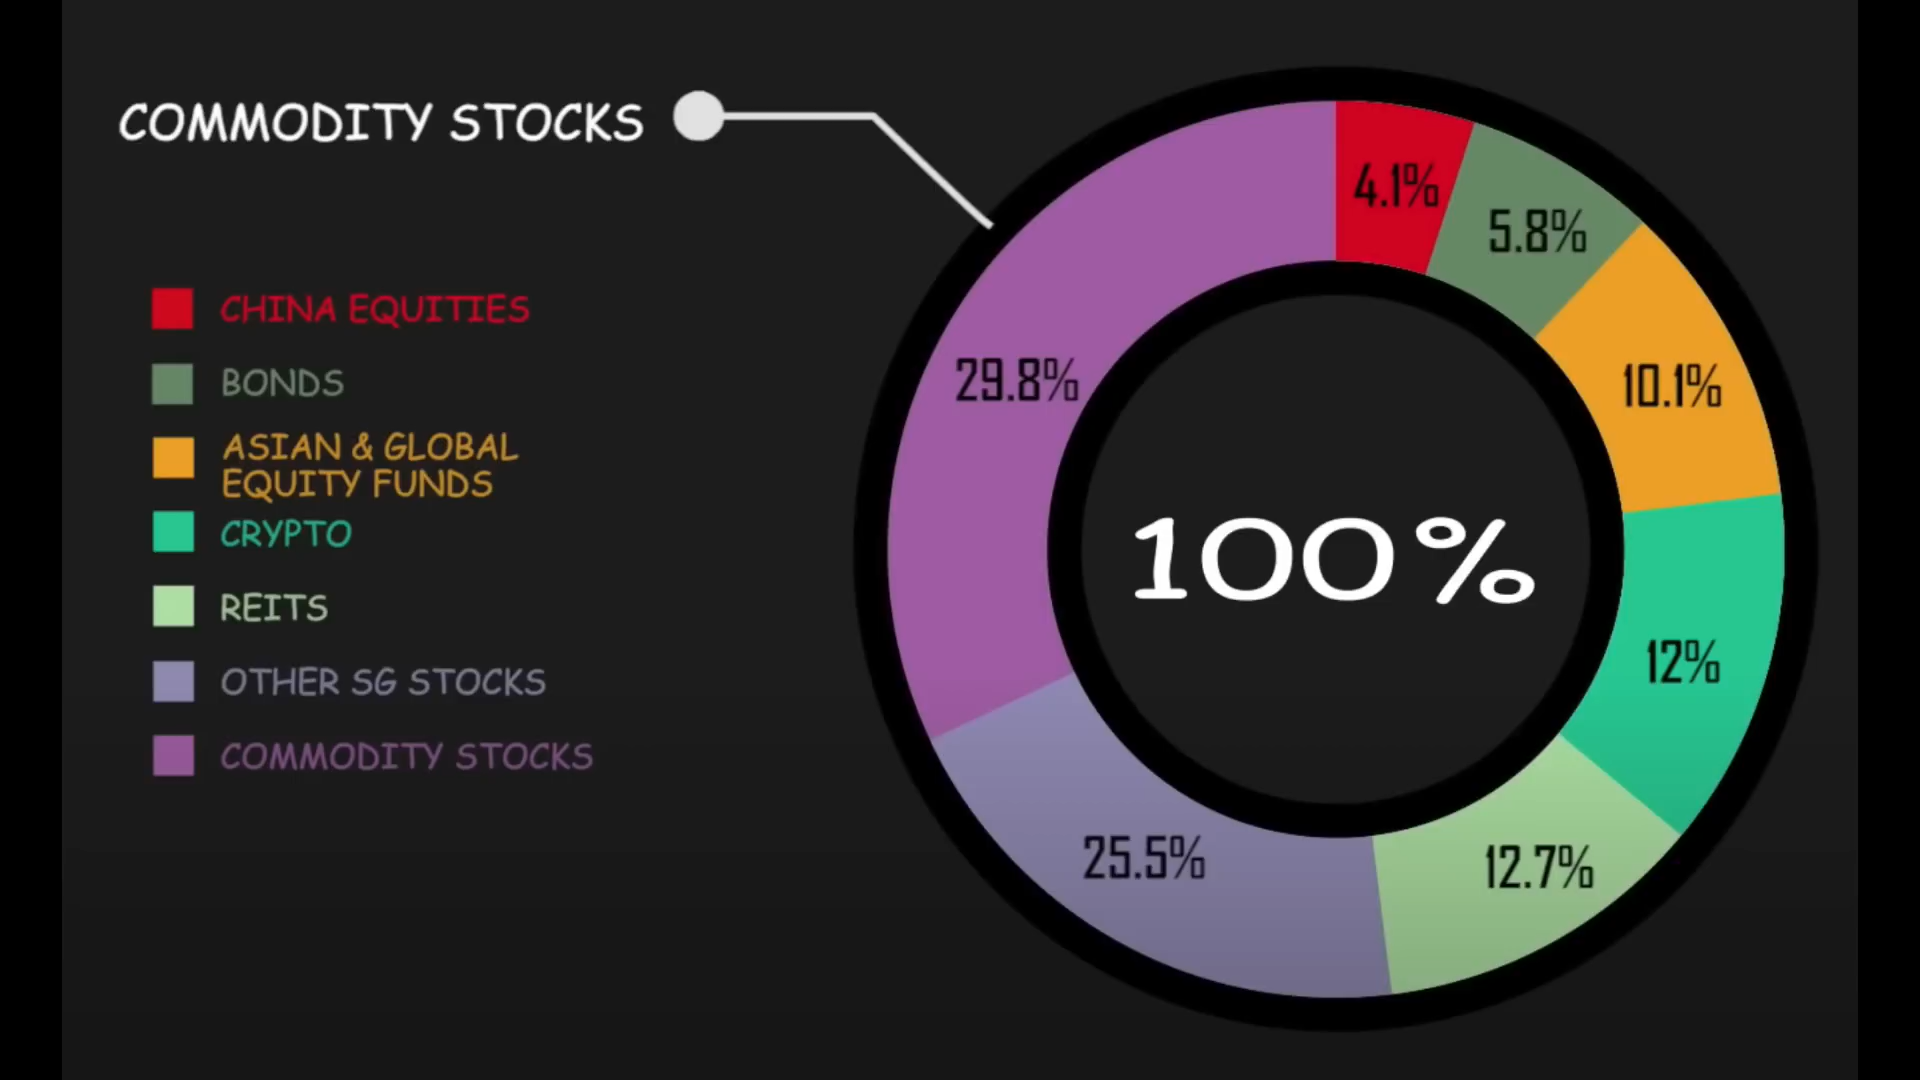 COMMODITY STOCKS
CHINA EQUITIES
BONDS
ASIAN & GLOBAL
EQUITY FUNDS
CRYPTO
REITS
OTHER SG STOCKS
COMMODITY STOCKS
4.1%
5.8%
10.1%
12%
12.7%
25.5%
29.8%
100%